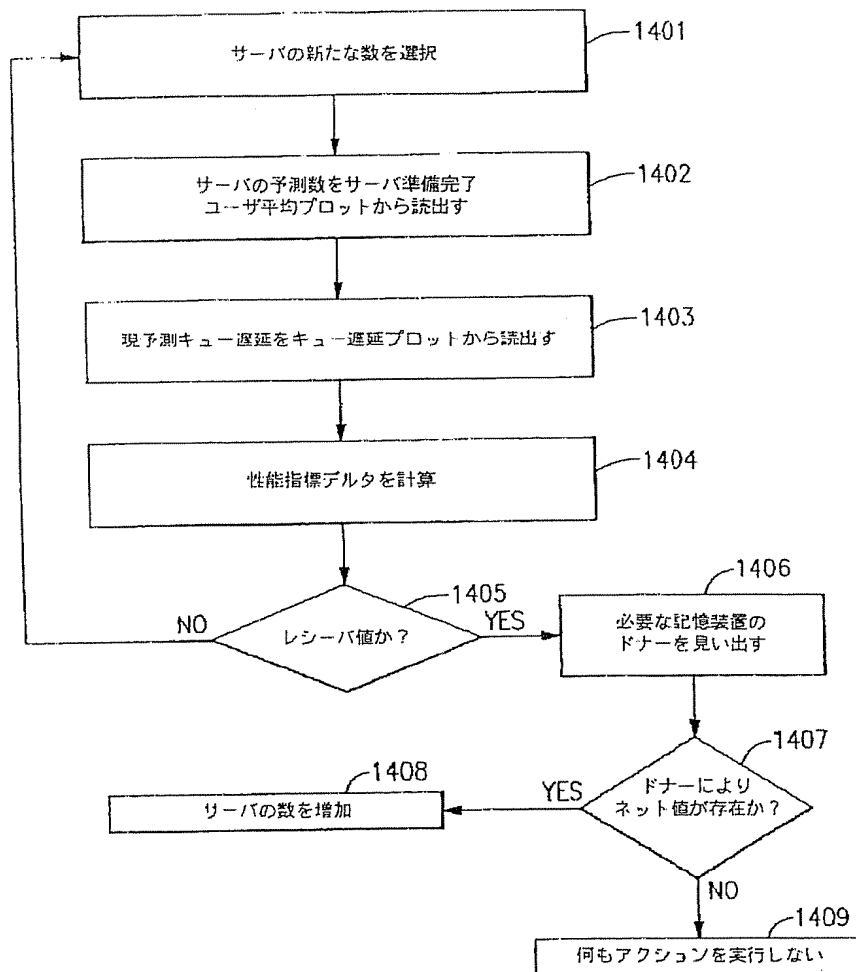 サーバの新たな数を選択
1401
サーバの予測数をサーバ準備完了
ユーザ平均プロットから読出す
1402
現予測キュー遅延をキュー遅延プロットから読出す
1403
性能指標デルタを計算
1404
レシーバ値か?
1405
NO
YES
必要な記憶装置の
ドナーを見い出す
1406
ドナーにより
ネット値が存在か?
1407
YES
NO
サーバの数を増加
1408
何もアクションを実行しない
1409